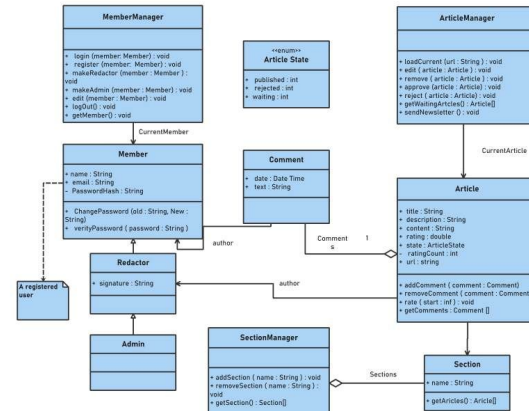 MemberManager
+ login (member: Member) : void
+ register (member: Member) : void
+ makeRedactor (member : Member ) : void
+ makeAdmin (member: Member) : void
+ edit (member : Member) : void
+ logOut() : void
+ getMember() : void
CurrentMember
<<enum>>
Article State
+ published : int
+ rejected : int
waiting : int
ArticleManager
+ loadCurrent (url : String ) : void
+ edit ( article : Article ) : void
+ remove ( article : Article ) : void
+ approve (article : Article) : void
+ reject ( article : Article) : void
+ getWaitingArtcles() : Artcle[]
+ sendNewsletter () : void
CurrentArticle
Member
+ name : String
+ email : String
- PasswordHash : String
+ ChangePassword (old : String, New :
String)
+ verityPassword ( password : String )
Comment
+ date : Date Time
+ text : String
author
Comment
s
1
Article
+ title : String
+ description : String
+ content : String
+ rating : double
+ state : ArticleState
- ratingCount : int
+ url : string
+ addComment ( comment : Comment)
+ removeComment ( comment : Comment)
+ rate ( start : inf ) : void
+ getComments : Comment []
Redactor
+ signature : String
author
A registered
user
Admin
SectionManager
+ addSection ( name : String ) : void
+ removeSection ( name : String ) :
void
+ getSection() : Section[]
Sections
Section
+ name : String
+ getAricles() : Aricle[]